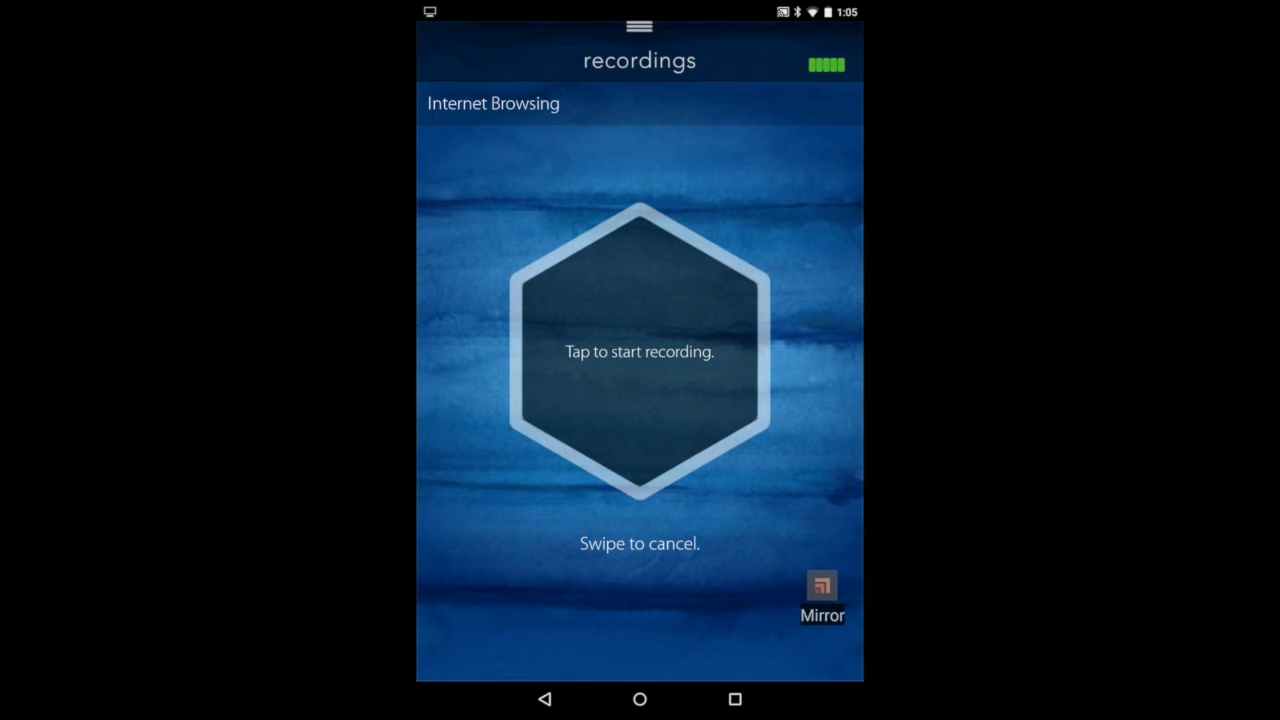 1:05
recordings
Internet Browsing
Tap to start recording.
Swipe to cancel.
Mirror